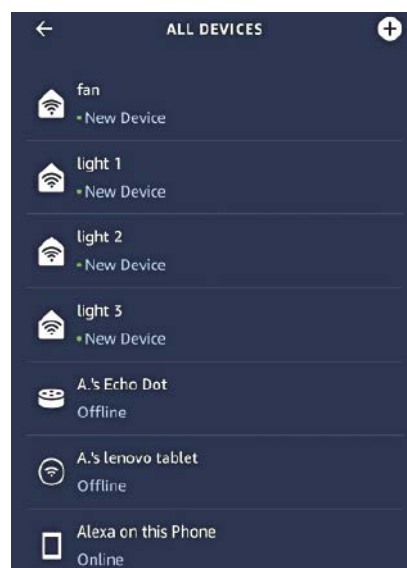 ALL DEVICES
fan
New Device
light 1
New Device
light 2
New Device
light 3
New Device
A.'s Echo Dot
Offline
A.'s lenovo tablet
Offline
Alexa on this Phone
Online